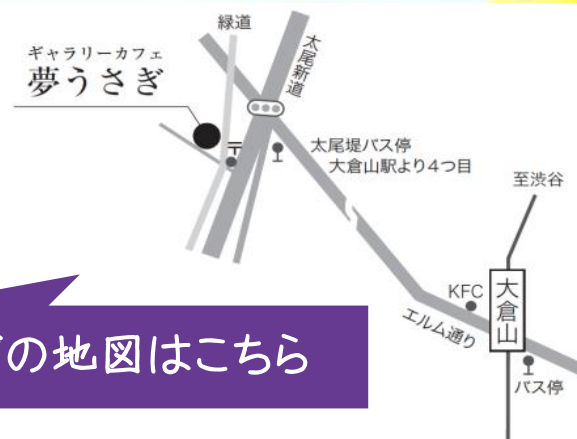 緑道
太尾新道
ギャラリーカフェ
夢うさぎ
〒
太尾堤バス停
大倉山駅より4つ目
至渋谷
KFC
大倉山
エルム通り
バス停
の地図はこちら